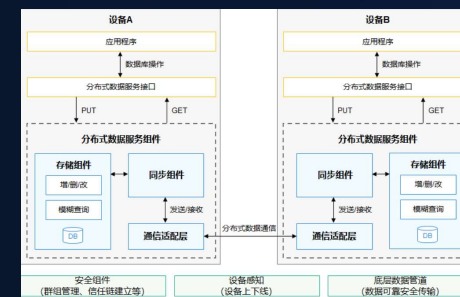 设备A
应用程序
数据库操作
分布式数据服务接口
PUT
GET
分布式数据服务组件
存储组件
增/删/改
模糊查询
DB
同步组件
发送/接收
通信适配层
分布式数据通信
设备B
应用程序
数据库操作
分布式数据服务接口
PUT
GET
分布式数据服务组件
同步组件
发送/接收
通信适配层
存储组件
增/删/改
模糊查询
DB
安全组件
(群组管理、信任链建立等)
设备感知
(设备上下线)
底层数据管道
(数据可靠安全传输)